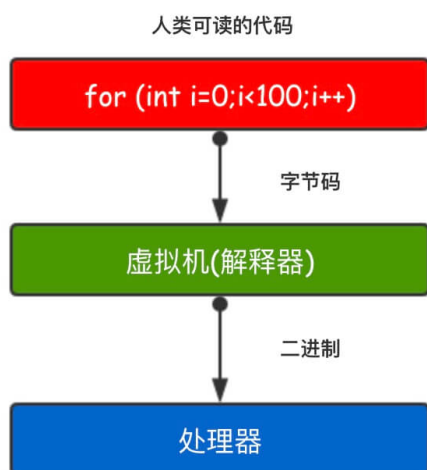 人类可读的代码
for (int i=0;i<100;i++)
字节码
虚拟机(解释器)
二进制
处理器